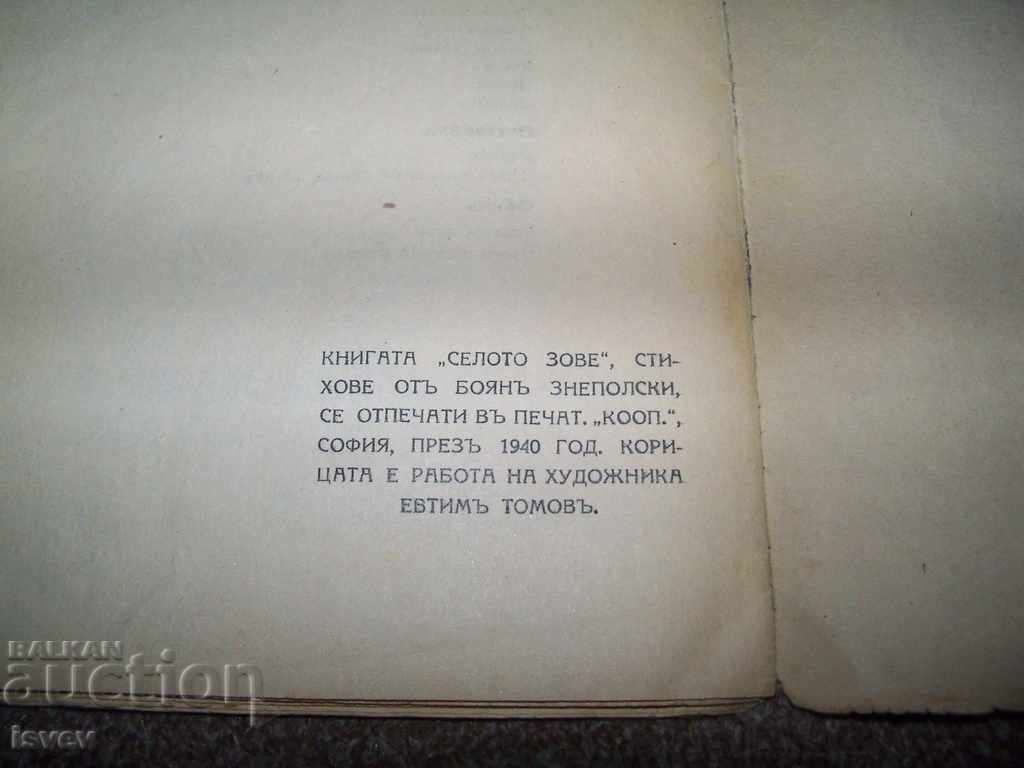 КНИГАТА „СЕЛОТО ЗОВЕ“, СТИ-
ХОВЕ ОТЪ БОЯНЪ ЗНЕПОЛСКИ,
СЕ ОТПЕЧАТИ ВЪ ПЕЧАТ. „КООП.“,
СОФИЯ, ПРЕЗЪ 1940 ГОД. КОРИ-
ЦАТА Е РАБОТА НА ХУДОЖНИКА
ЕВТИМЪ ТОМОВЪ.
BALKAN
auction
isvev